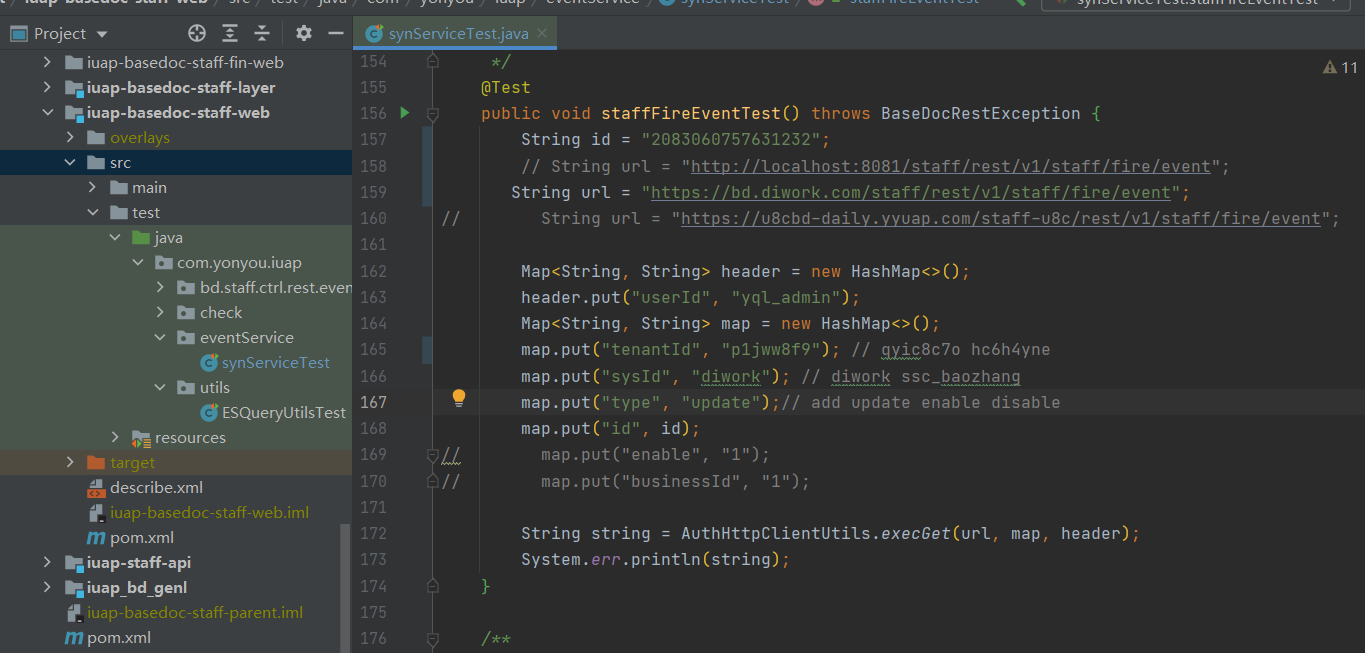 iuap-basedoc-staff-web src test java com yonyou iuap eventService synServiceTest staffFireEventTest synServiceTest.staffFireEventTest
Project
synServiceTest.java
iuap-basedoc-staff-fin-web
iuap-basedoc-staff-layer
iuap-basedoc-staff-web
overlays
src
main
test
java
com.yonyou.iuap
bd.staff.ctrl.rest.even
check
eventService
synServiceTest
utils
ESQueryUtilsTest
resources
target
describe.xml
iuap-basedoc-staff-web.iml
pom.xml
iuap-staff-api
iuap_bd_genl
iuap-basedoc-staff-parent.iml
pom.xml
11
154 */
155 @Test
156 public void staffFireEventTest() throws BaseDocRestException {
157 String id = "2083060757631232";
158 // String url = "http://localhost:8081/staff/rest/v1/staff/fire/event";
159 String url = "https://bd.diwork.com/staff/rest/v1/staff/fire/event";
160 // String url = "https://u8cbd-daily.yyuap.com/staff-u8c/rest/v1/staff/fire/event";
161
162 Map<String, String> header = new HashMap<>();
163 header.put("userId", "yql_admin");
164 Map<String, String> map = new HashMap<>();
165 map.put("tenantId", "p1jww8f9"); // qyic8c7o hc6h4yne
166 map.put("sysId", "diwork"); // diwork ssc_baozhang
167 map.put("type", "update");// add update enable disable
168 map.put("id", id);
169 // map.put("enable", "1");
170 // map.put("businessId", "1");
171
172 String string = AuthHttpClientUtils.execGet(url, map, header);
173 System.err.println(string);
174 }
175
176 /**